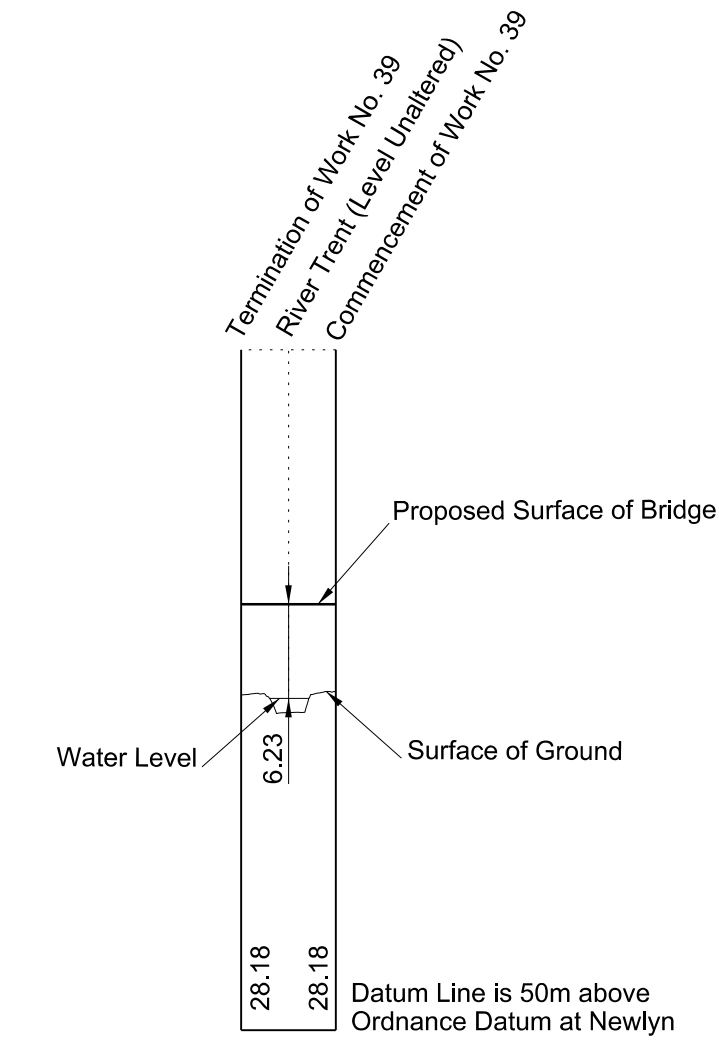 Termination of Work No. 39
River Trent (Level Unaltered)
Commencement of Work No. 39
Proposed Surface of Bridge
Water Level
6.23
Surface of Ground
28.18
28.18
Datum Line is 50m above
Ordnance Datum at Newlyn